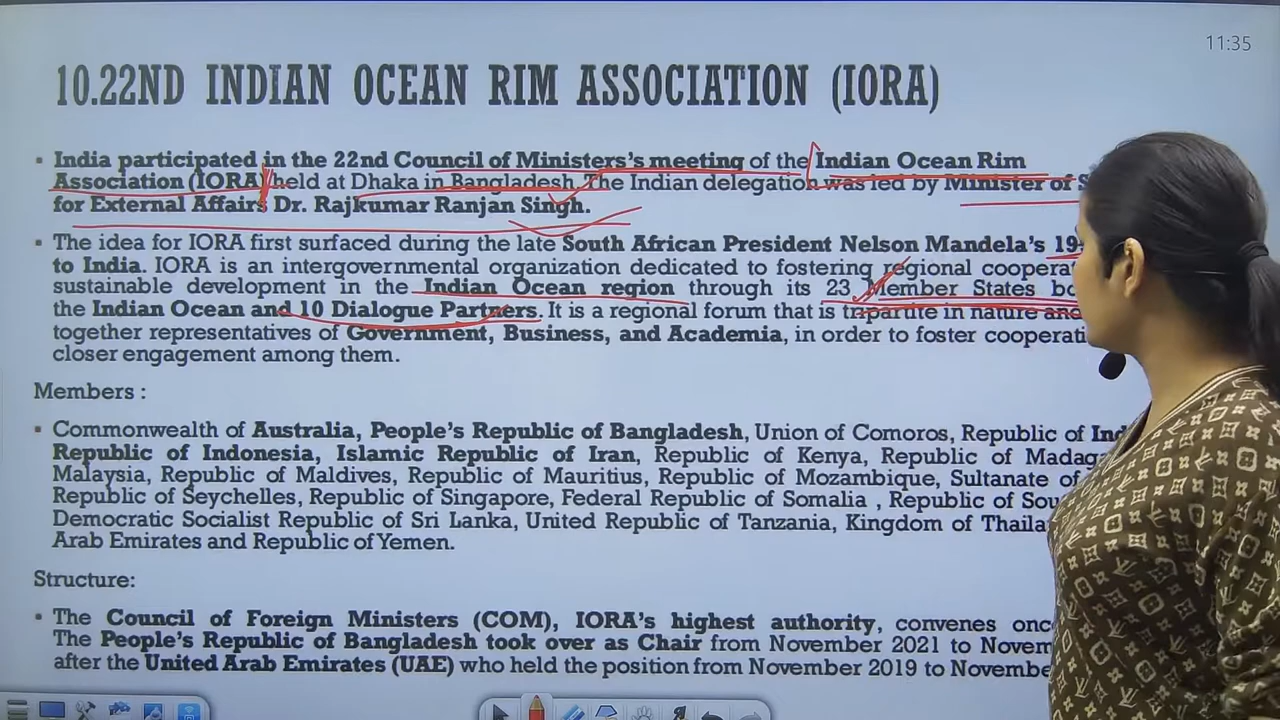 11:35
10.22ND INDIAN OCEAN RIM ASSOCIATION (IORA)
▪ India participated in the 22nd Council of Ministers's meeting of the Indian Ocean Rim
Association (IORA) held at Dhaka in Bangladesh. The Indian delegation was led by Minister of
for External Affairs Dr. Rajkumar Ranjan Singh.
▪ The idea for IORA first surfaced during the late South African President Nelson Mandela's
to India. IORA is an intergovernmental organization dedicated to fostering regional
sustainable development in the Indian Ocean region through its 23 Member States
the Indian Ocean and 10 Dialogue Partners. It is a regional forum that is tripartite in nature and
together representatives of Government, Business, and Academia, in order to foster
closer engagement among them.
Members :
▪ Commonwealth of Australia, People's Republic of Bangladesh, Union of Comoros, Republic of
Republic of Indonesia, Islamic Republic of Iran, Republic of Kenya, Republic of
Malaysia, Republic of Maldives, Republic of Mauritius, Republic of Mozambique, Sultanate of
Republic of Seychelles, Republic of Singapore, Federal Republic of Somalia , Republic of
Democratic Socialist Republic of Sri Lanka, United Republic of Tanzania, Kingdom of
Arab Emirates and Republic of Yemen.
Structure:
▪ The Council of Foreign Ministers (COM), IORA's highest authority, convenes
The People's Republic of Bangladesh took over as Chair from November 2021 to
after the United Arab Emirates (UAE) who held the position from November 2019 to